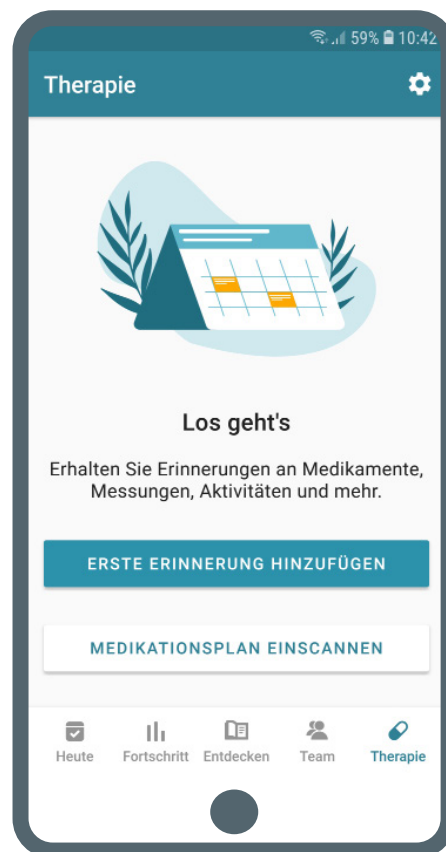 59% 10:42
Therapie
Los geht's
Erhalten Sie Erinnerungen an Medikamente,
Messungen, Aktivitäten und mehr.
ERSTE ERINNERUNG HINZUFÜGEN
MEDIKATIONSPLAN EINSCANNEN
Heute Fortschritt Entdecken Team Therapie